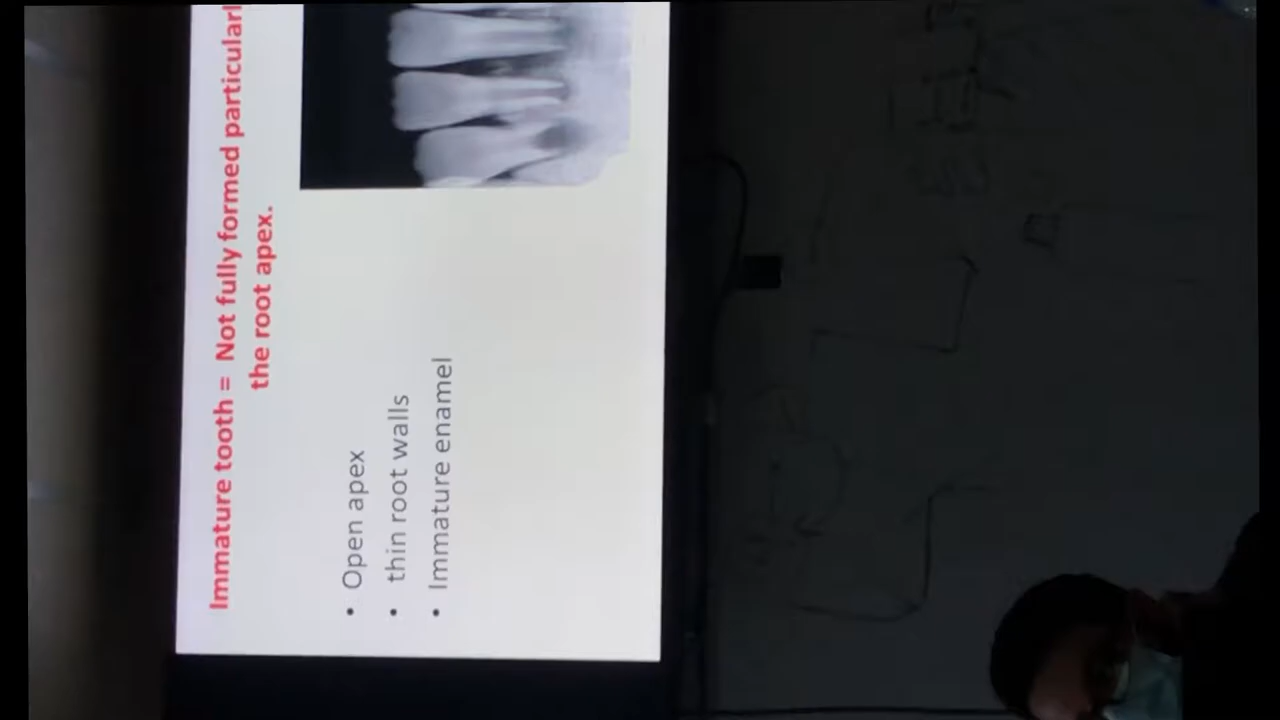 Immature tooth = Not fully formed particularl
the root apex.
• Open apex
• thin root walls
• Immature enamel